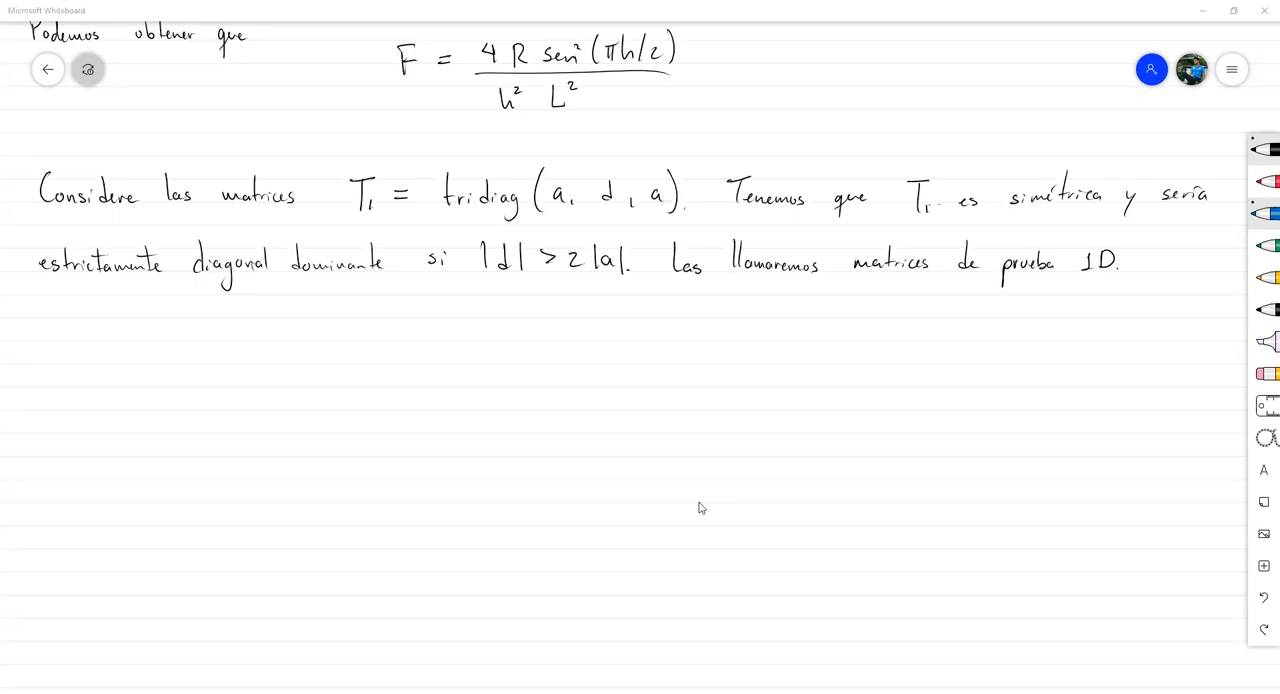 Microsoft Whiteboard
Podemos obtener que
F = 4 R sen² (πh/2) / h² L²
Considere las matrices T₁ = tridiag (a, d, a). Tenemos que T₁ es simétrica y sería
estrictamente diagonal dominante si |d| > 2|a|. Las llamaremos matrices de prueba 1D.
A